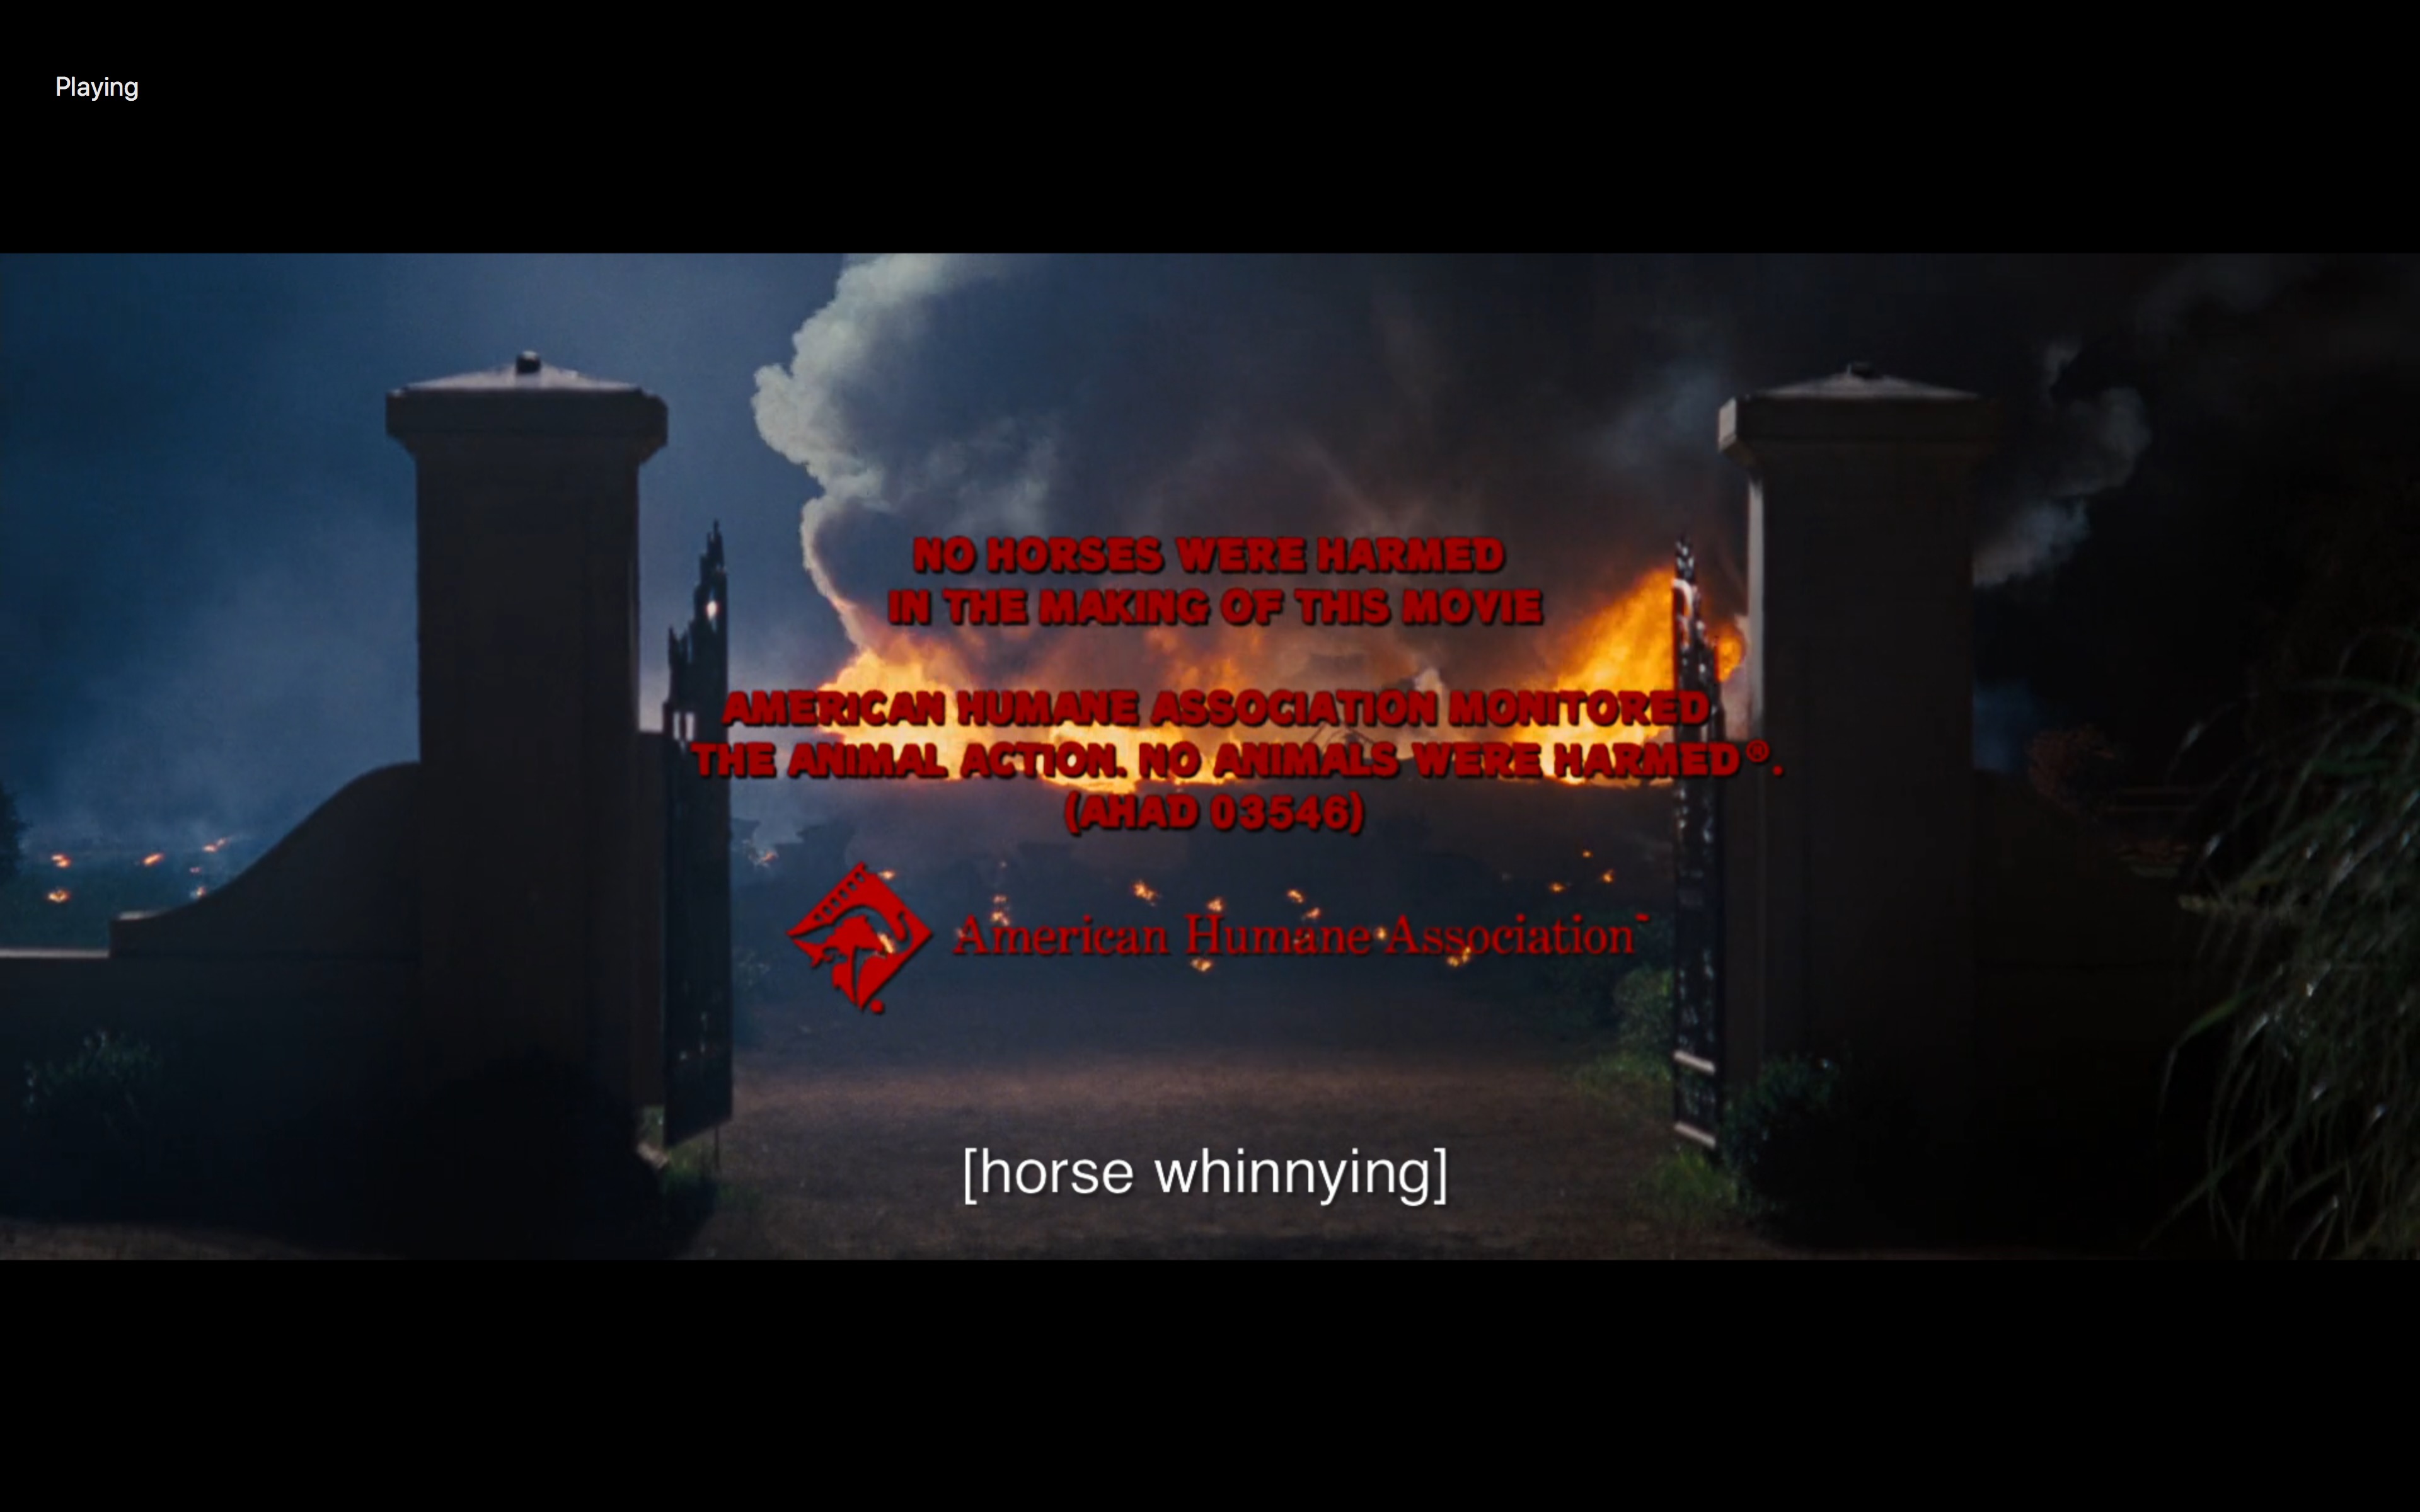 Playing
NO HORSES WERE HARMED
IN THE MAKING OF THIS MOVIE
AMERICAN HUMANE ASSOCIATION MONITORED
THE ANIMAL ACTION. NO ANIMALS WERE HARMED®.
(AHAD 03546)
American Humane Association™
[horse whinnying]